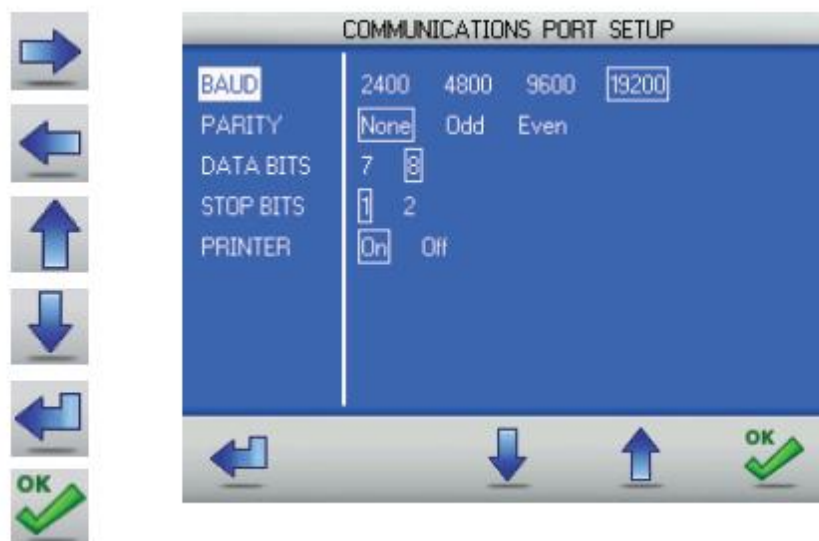 COMMUNICATIONS PORT SETUP
BAUD 2400 4800 9600 19200
PARITY None Odd Even
DATA BITS 7 8
STOP BITS 1 2
PRINTER On Off
OK
OK